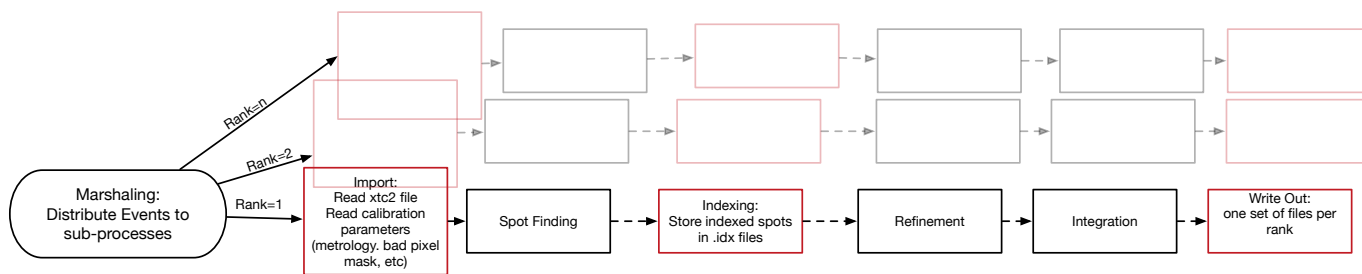 Rank=n
Rank=2
Rank=1
Marshaling:
Distribute Events to
sub-processes
Import:
Read xtc2 file
Read calibration
parameters
(metrology. bad pixel
mask, etc)
Spot Finding
Indexing:
Store indexed spots
in .idx files
Refinement
Integration
Write Out:
one set of files per
rank